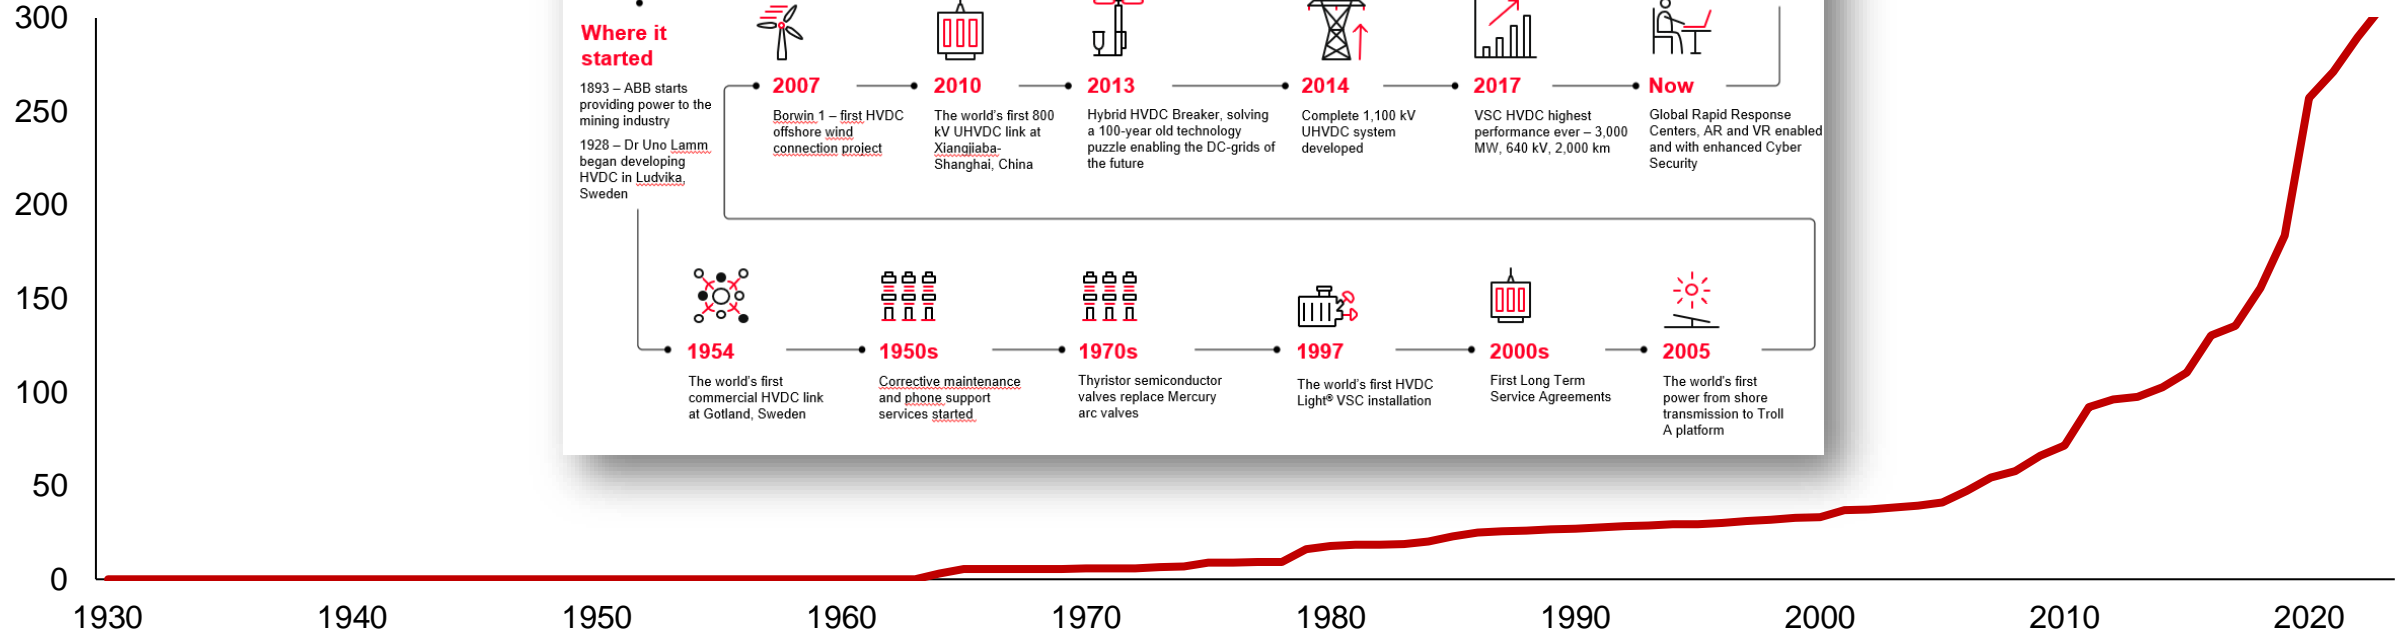 300
250
200
150
100
50
0
1930 1940 1950 1960 1970 1980 1990 2000 2010 2020
Where it
started
1893 – ABB starts
providing power to the
mining industry
1928 – Dr Uno Lamm
began developing
HVDC in Ludvika,
Sweden
2007
Borwin 1 – first HVDC
offshore wind
connection project
2010
The world's first 800
kV UHVDC link at
Xiangjiaba-
Shanghai, China
2013
Hybrid HVDC Breaker, solving
a 100-year old technology
puzzle enabling the DC-grids of
the future
2014
Complete 1,100 kV
UHVDC system
developed
2017
VSC HVDC highest
performance ever – 3,000
MW, 640 kV, 2,000 km
Now
Global Rapid Response
Centers, AR and VR enabled
and with enhanced Cyber
Security
1954
The world's first
commercial HVDC link
at Gotland, Sweden
1950s
Corrective maintenance
and phone support
services started
1970s
Thyristor semiconductor
valves replace Mercury
arc valves
1997
The world's first HVDC
Light® VSC installation
2000s
First Long Term
Service Agreements
2005
The world's first
power from shore
transmission to Troll
A platform